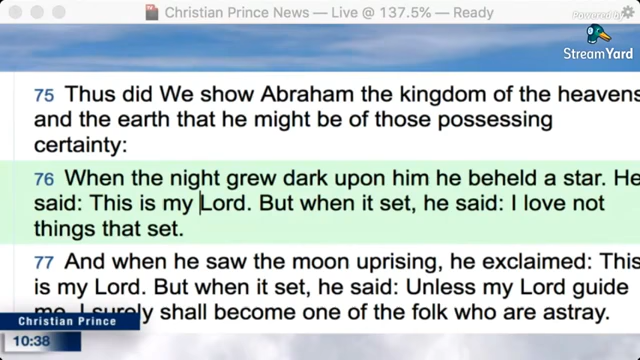 Christian Prince News — Live @ 137.5% — Ready
Powered by
StreamYard
75 Thus did We show Abraham the kingdom of the heavens
and the earth that he might be of those possessing
certainty:
76 When the night grew dark upon him he beheld a star. He
said: This is my Lord. But when it set, he said: I love not
things that set.
77 And when he saw the moon uprising, he exclaimed: This
is my Lord. But when it set, he said: Unless my Lord guide
me, I surely shall become one of the folk who are astray.
Christian Prince
10:38